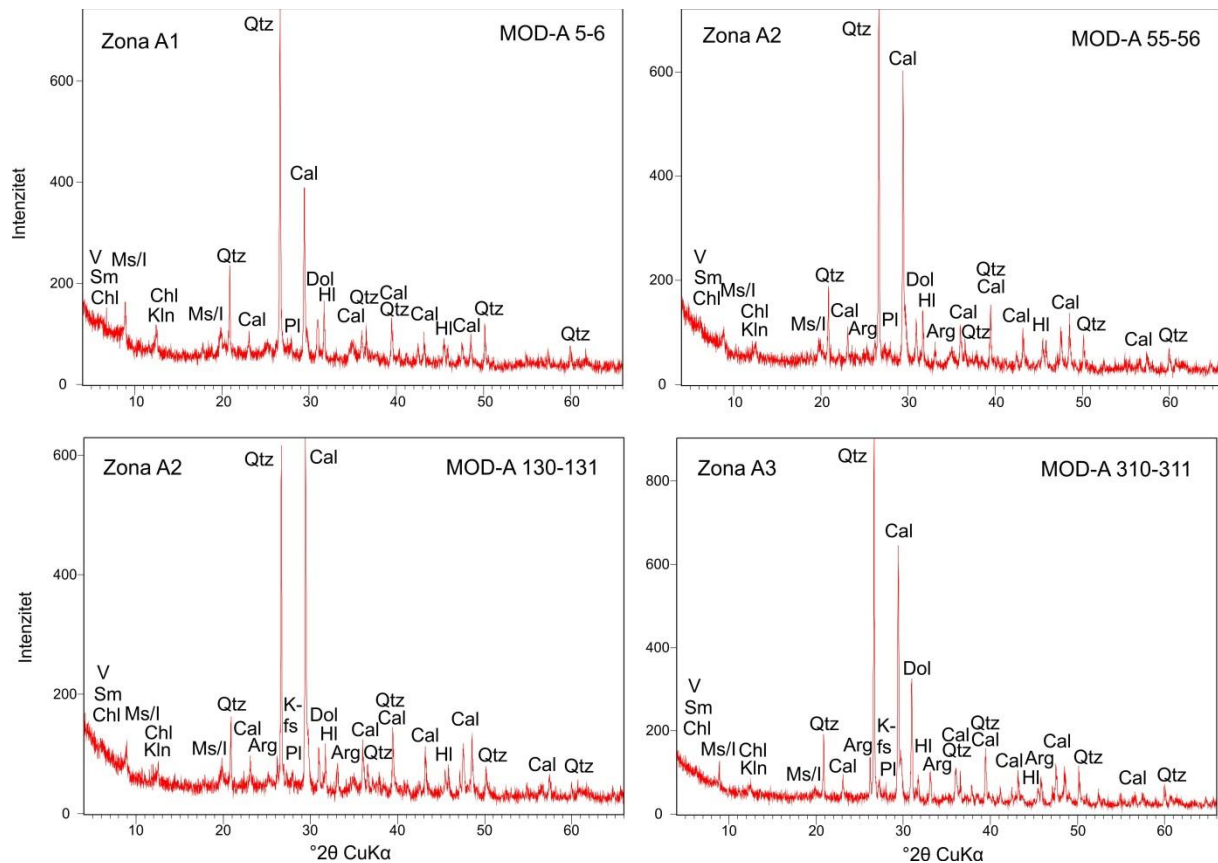 Zona A1
MOD-A 5-6
Qtz
600
400
200
0
Intenzitet
Cal
V
Sm
Chl
Ms/I
Chl
Kln
Ms/I
Qtz
Cal
Pl
Dol
Hl
Cal
Qtz
Cal
Qtz
Cal
Hl
Cal
Qtz
Qtz
10 20 30 40 50 60
Zona A2
MOD-A 55-56
Qtz
Cal
600
400
200
0
V
Sm
Chl
Ms/I
Chl
Kln
Ms/I
Qtz
Cal
Arg
Pl
Dol
Hl
Arg
Cal
Qtz
Qtz
Cal
Cal
Hl
Cal
Qtz
Cal
Qtz
10 20 30 40 50 60
Zona A2
MOD-A 130-131
Qtz
Cal
600
400
200
0
Intenzitet
V
Sm
Chl
Ms/I
Chl
Kln
Ms/I
Qtz
Cal
Arg
K-
fs
Pl
Dol
Hl
Arg
Cal
Qtz
Qtz
Cal
Cal
Hl
Cal
Qtz
Cal
Qtz
10 20 30 40 50 60
°2θ CuKα
Zona A3
MOD-A 310-311
Qtz
Cal
Dol
800
600
400
200
0
V
Sm
Chl
Ms/I
Chl
Kln
Ms/I
Qtz
Cal
Arg
K-
fs
Pl
Hl
Arg
Cal
Qtz
Qtz
Cal
Cal
Arg
Hl
Cal
Qtz
Cal
Qtz
10 20 30 40 50 60
°2θ CuKα